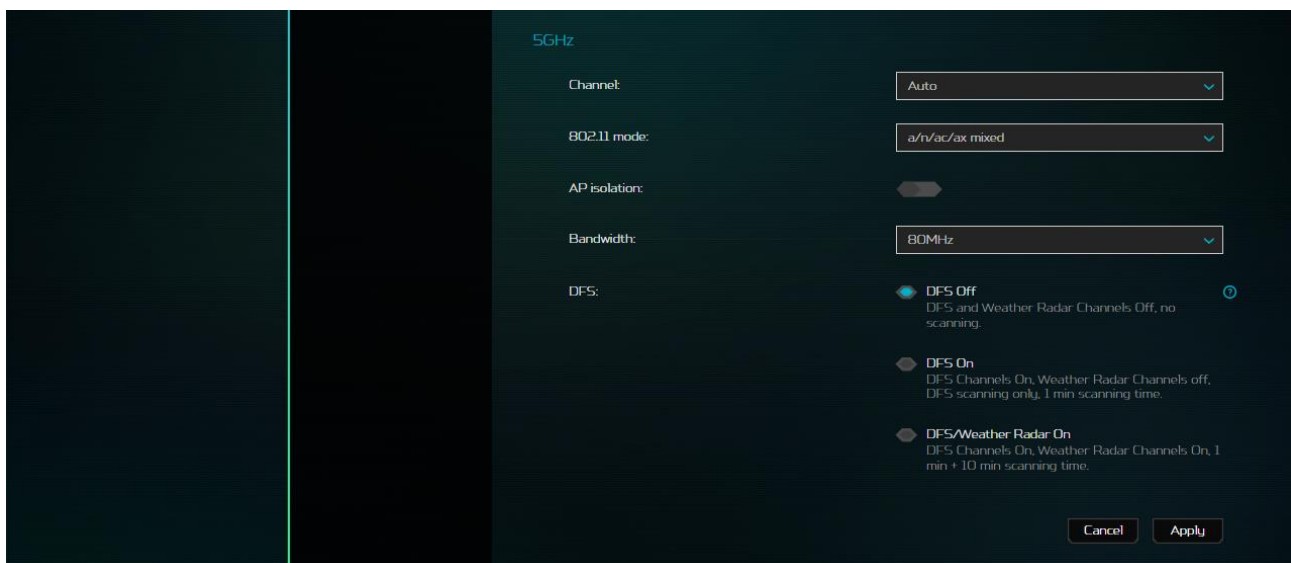 5GHz
Channel:
Auto
802.11 mode:
a/n/ac/ax mixed
AP isolation:
Bandwidth:
80MHz
DFS:
DFS Off
DFS and Weather Radar Channels Off, no
scanning.
DFS On
DFS Channels On, Weather Radar Channels off,
DFS scanning only, 1 min scanning time.
DFS/Weather Radar On
DFS Channels On, Weather Radar Channels On, 1
min + 10 min scanning time.
Cancel Apply